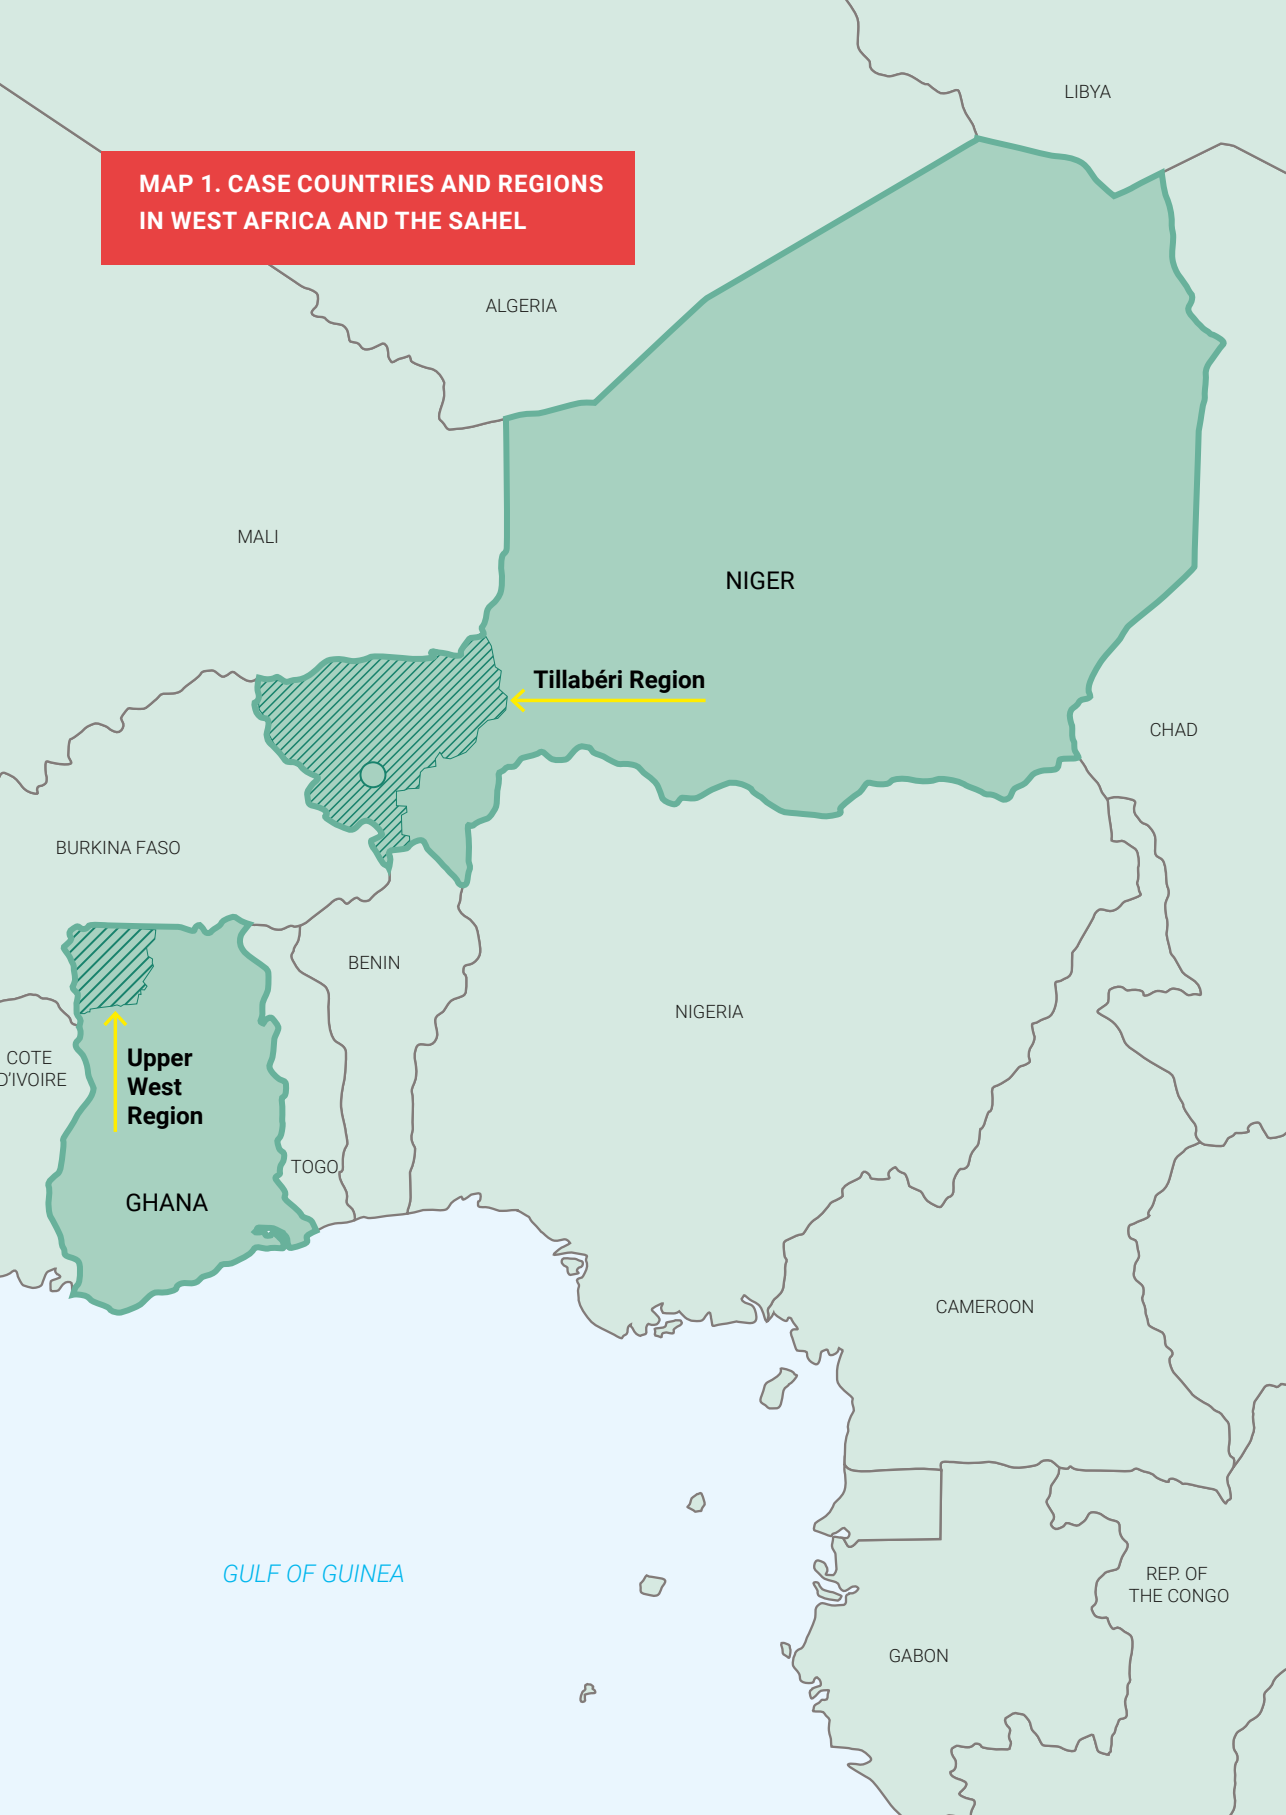 LIBYA
MAP 1. CASE COUNTRIES AND REGIONS
IN WEST AFRICA AND THE SAHEL
ALGERIA
MALI
NIGER
Tillabéri Region
CHAD
BURKINA FASO
BENIN
NIGERIA
COTE
D'IVOIRE
Upper
West
Region
TOGO
GHANA
CAMEROON
GULF OF GUINEA
REP. OF
THE CONGO
GABON